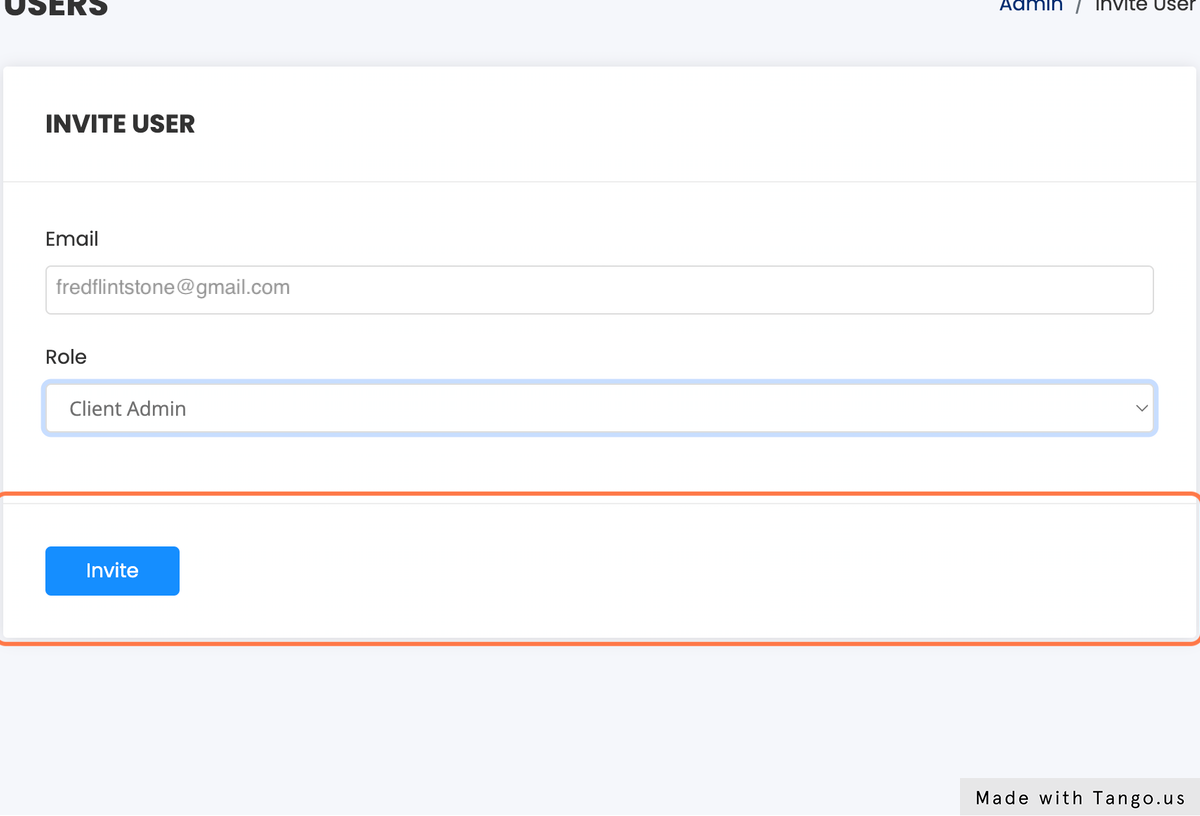 USERS
Admin / Invite User
INVITE USER
Email
fredflintstone@gmail.com
Role
Client Admin
Invite
Made with Tango.us